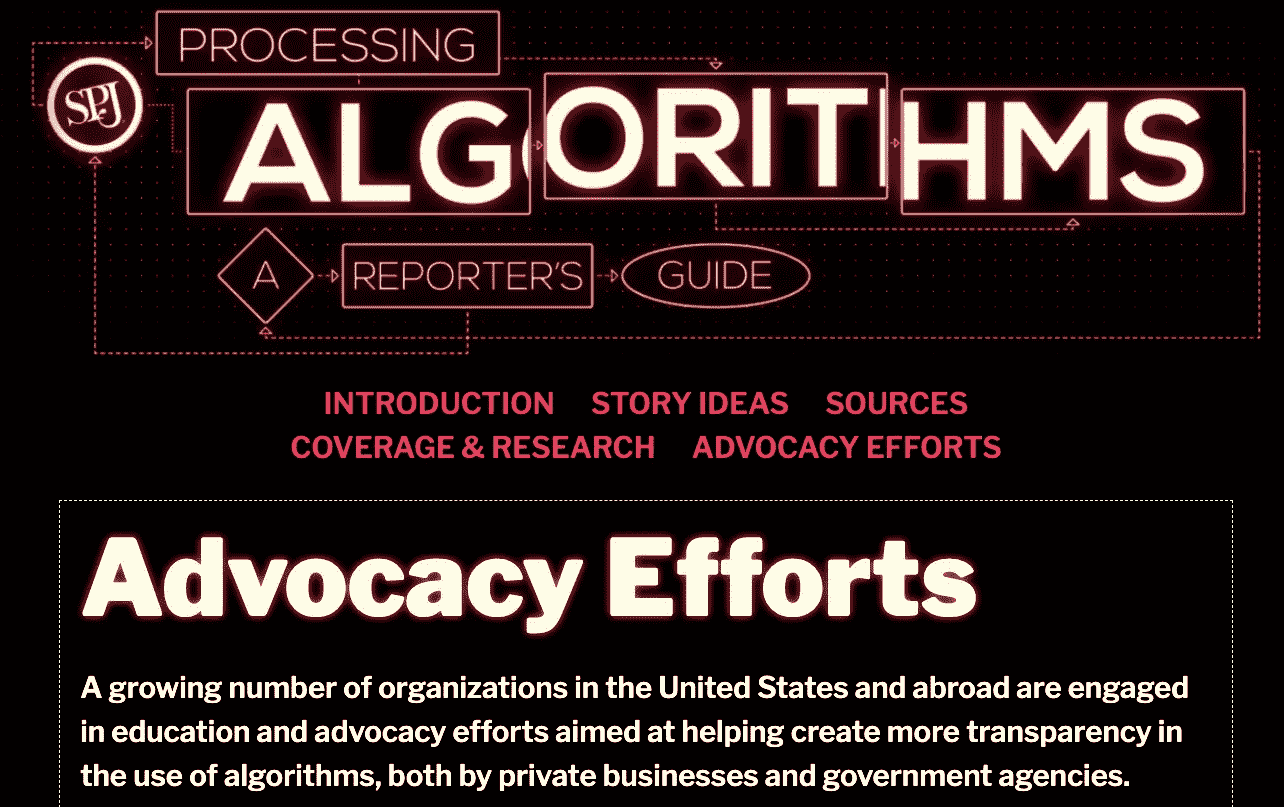 PROCESSING
SPJ
ALGORITHMS
A REPORTER'S GUIDE
INTRODUCTION STORY IDEAS SOURCES
COVERAGE & RESEARCH ADVOCACY EFFORTS
Advocacy Efforts
A growing number of organizations in the United States and abroad are engaged
in education and advocacy efforts aimed at helping create more transparency in
the use of algorithms, both by private businesses and government agencies.